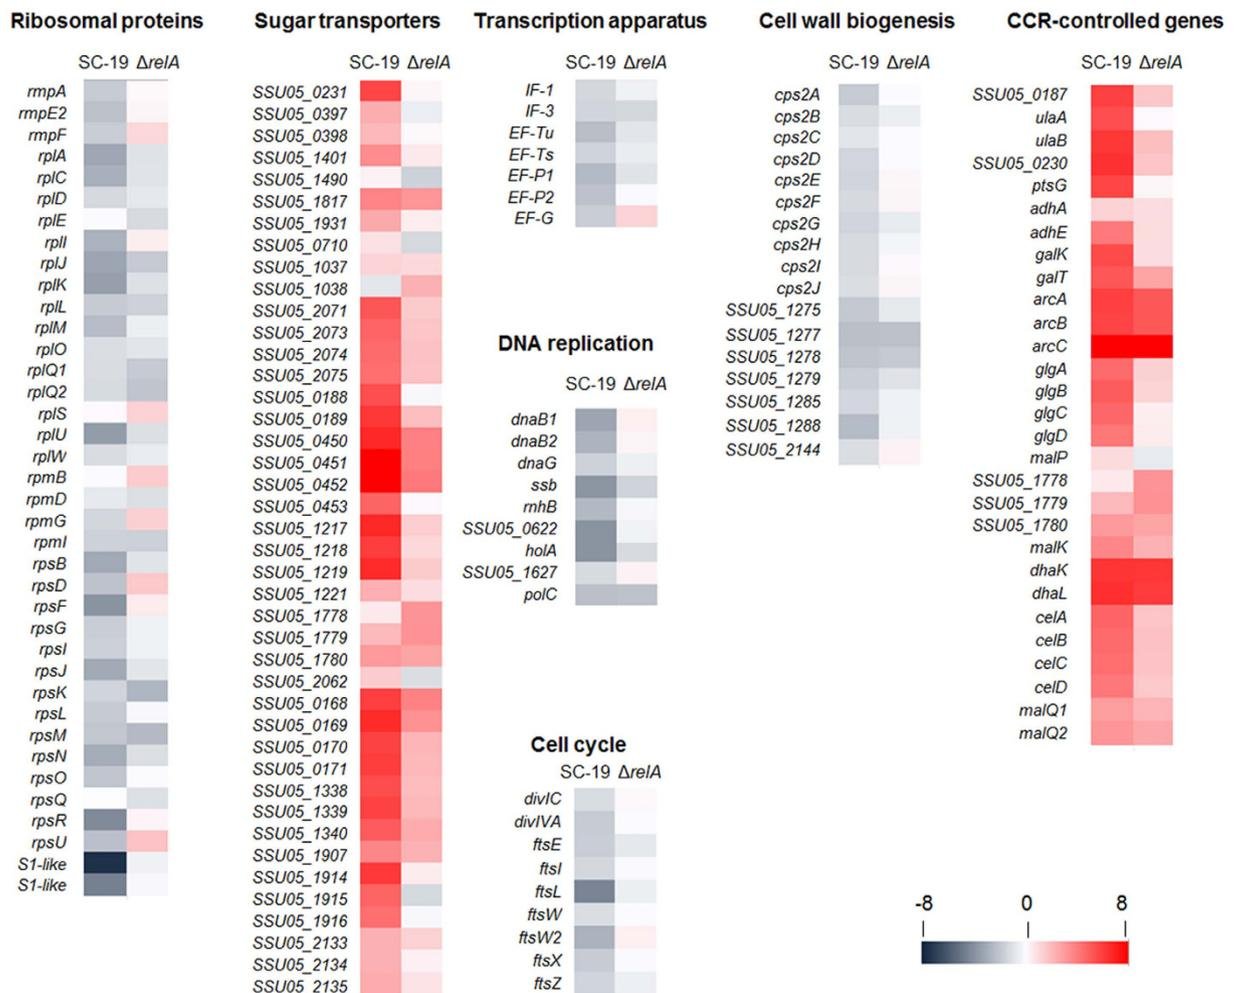 Ribosomal proteins
SC-19 ΔrelA
rmpA
rmpE2
rmpF
rplA
rplC
rplD
rplE
rplI
rplJ
rplK
rplL
rplM
rplO
rplQ1
rplQ2
rplS
rplU
rplW
rpmB
rpmD
rpmG
rpmI
rpsB
rpsD
rpsF
rpsG
rpsI
rpsJ
rpsK
rpsL
rpsM
rpsN
rpsO
rpsQ
rpsR
rpsU
S1-like
S1-like
Sugar transporters
SC-19 ΔrelA
SSU05_0231
SSU05_0397
SSU05_0398
SSU05_1401
SSU05_1490
SSU05_1817
SSU05_1931
SSU05_0710
SSU05_1037
SSU05_1038
SSU05_2071
SSU05_2073
SSU05_2074
SSU05_2075
SSU05_0188
SSU05_0189
SSU05_0450
SSU05_0451
SSU05_0452
SSU05_0453
SSU05_1217
SSU05_1218
SSU05_1219
SSU05_1221
SSU05_1778
SSU05_1779
SSU05_1780
SSU05_2062
SSU05_0168
SSU05_0169
SSU05_0170
SSU05_0171
SSU05_1338
SSU05_1339
SSU05_1340
SSU05_1907
SSU05_1914
SSU05_1915
SSU05_1916
SSU05_2133
SSU05_2134
SSU05_2135
Transcription apparatus
SC-19 ΔrelA
IF-1
IF-3
EF-Tu
EF-Ts
EF-P1
EF-P2
EF-G
DNA replication
SC-19 ΔrelA
dnaB1
dnaB2
dnaG
ssb
rnhB
SSU05_0622
holA
SSU05_1627
polC
Cell cycle
SC-19 ΔrelA
divIC
divIVA
ftsE
ftsI
ftsL
ftsW
ftsW2
ftsX
ftsZ
Cell wall biogenesis
SC-19 ΔrelA
cps2A
cps2B
cps2C
cps2D
cps2E
cps2F
cps2G
cps2H
cps2I
cps2J
SSU05_1275
SSU05_1277
SSU05_1278
SSU05_1279
SSU05_1285
SSU05_1288
SSU05_2144
CCR-controlled genes
SC-19 ΔrelA
SSU05_0187
ulaA
ulaB
SSU05_0230
ptsG
adhA
adhE
galK
galT
arcA
arcB
arcC
glgA
glgB
glgC
glgD
malP
SSU05_1778
SSU05_1779
SSU05_1780
malK
dhaK
dhaL
celA
celB
celC
celD
malQ1
malQ2
-8 0 8